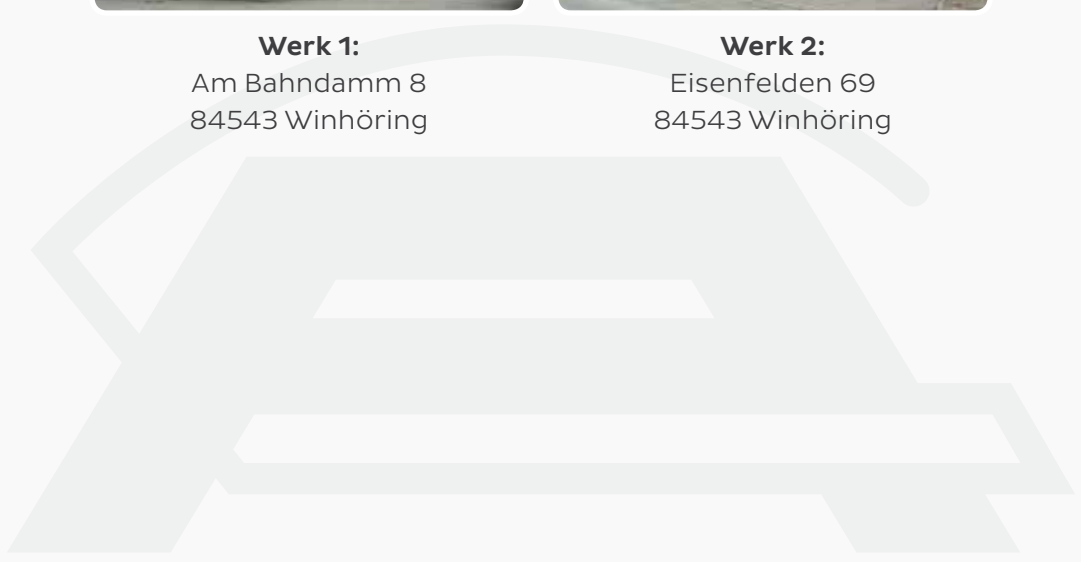 Werk 1:
Am Bahndamm 8
84543 Winhöring
Werk 2:
Eisenfelden 69
84543 Winhöring